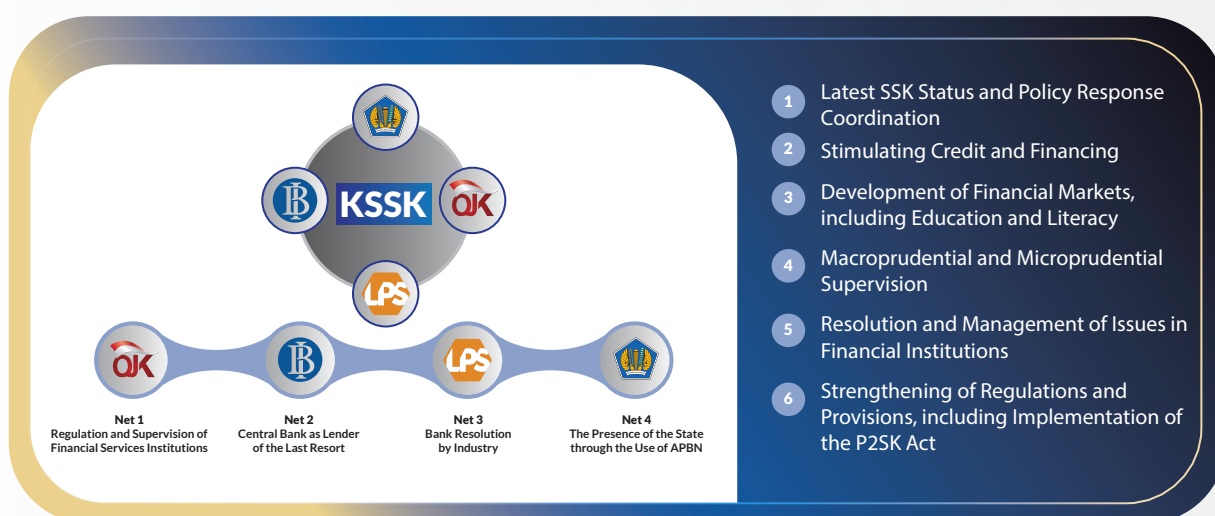 KSSK
OJK
LPS
OJK
LPS
Net 1
Regulation and Supervision of
Financial Services Institutions
Net 2
Central Bank as Lender
of the Last Resort
Net 3
Bank Resolution
by Industry
Net 4
The Presence of the State
through the Use of APBN
1 Latest SSK Status and Policy Response
Coordination
2 Stimulating Credit and Financing
3 Development of Financial Markets,
including Education and Literacy
4 Macroprudential and Microprudential
Supervision
5 Resolution and Management of Issues in
Financial Institutions
6 Strengthening of Regulations and
Provisions, including Implementation of
the P2SK Act